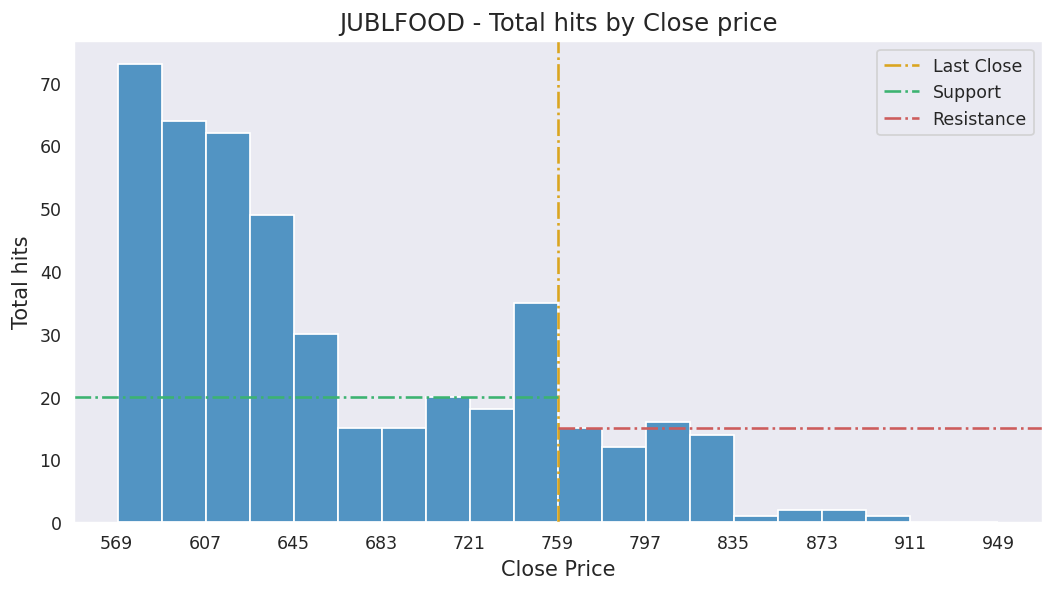 JUBLFOOD - Total hits by Close price
Last Close
Support
Resistance
Total hits
70
60
50
40
30
20
10
0
569 607 645 683 721 759 797 835 873 911 949
Close Price